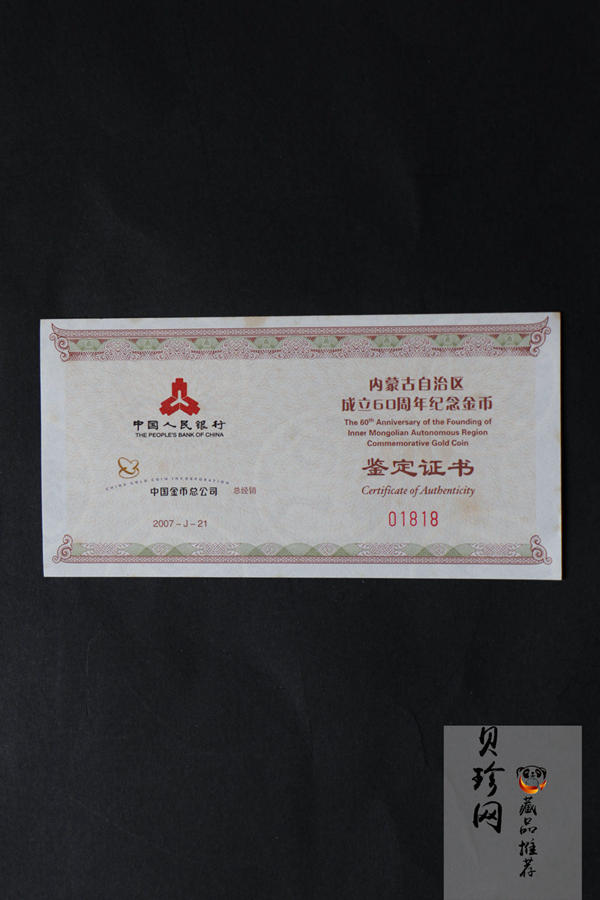 中国人民银行
THE PEOPLE'S BANK OF CHINA
CHINA GOLD COIN INCORPORATION
中国金币总公司 总经销
2007-J-21
内蒙古自治区
成立60周年纪念金币
The 60th Anniversary of the Founding of
Inner Mongolian Autonomous Region
Commemorative Gold Coin
鉴定证书
Certificate of Authenticity
01818
贝珍网
藏品推荐